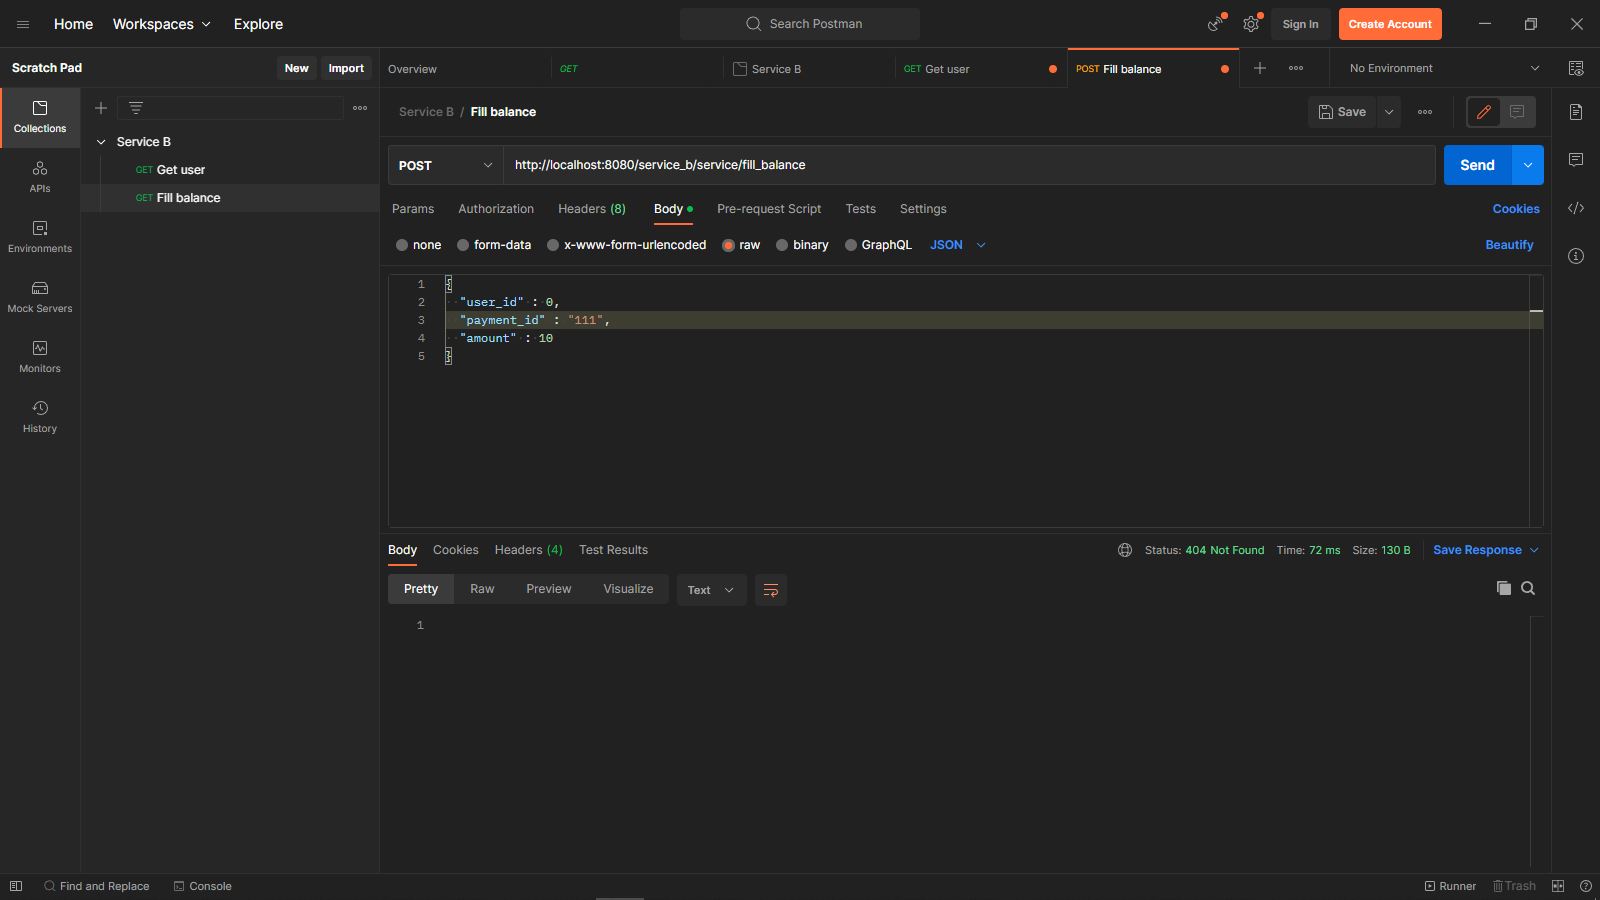 Home Workspaces Explore Search Postman Sign In Create Account
Scratch Pad New Import Overview GET Service B GET Get user POST Fill balance No Environment
Collections
APIs
Environments
Mock Servers
Monitors
History
Service B
GET Get user
GET Fill balance
Service B / Fill balance Save
POST http://localhost:8080/service_b/service/fill_balance Send
Params Authorization Headers (8) Body Pre-request Script Tests Settings Cookies
none form-data x-www-form-urlencoded raw binary GraphQL JSON Beautify
1 {
2 "user_id" : 0,
3 "payment_id" : "111",
4 "amount" : 10
5 }
Body Cookies Headers (4) Test Results Status: 404 Not Found Time: 72 ms Size: 130 B Save Response
Pretty Raw Preview Visualize Text
1
Find and Replace Console Runner Trash